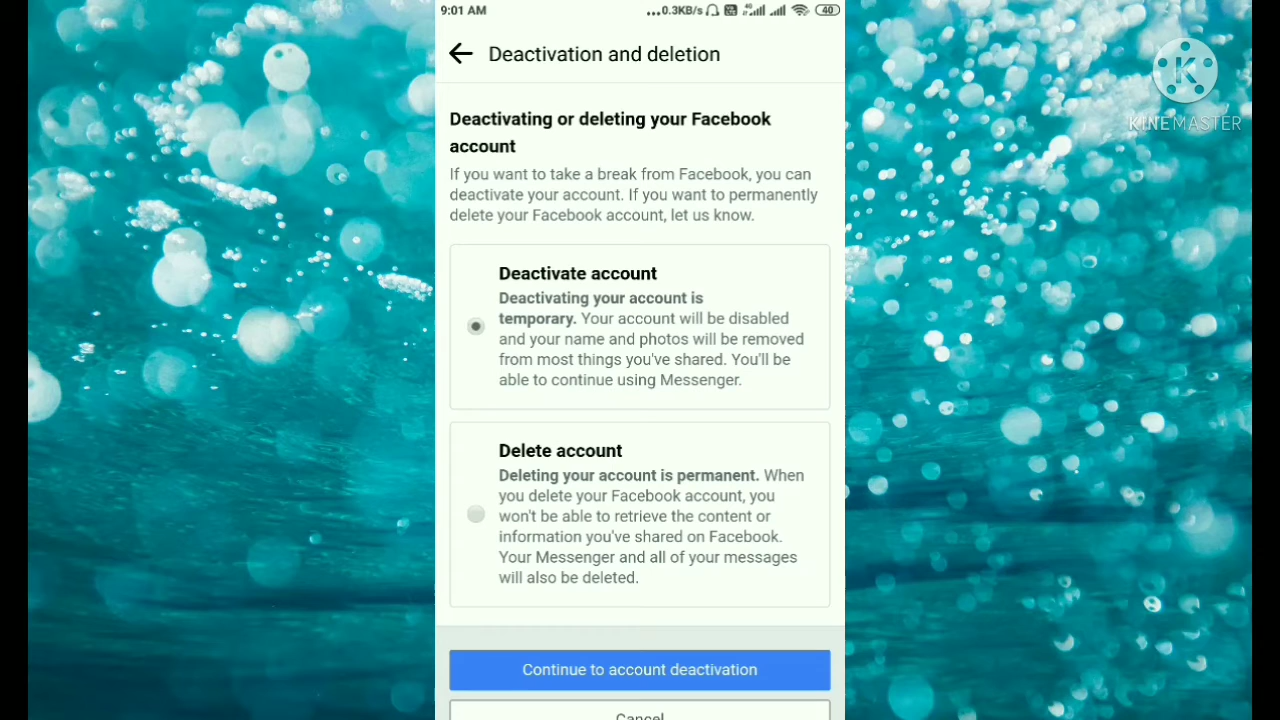 9:01 AM
...0.3KB/s
4G
40
Deactivation and deletion
K
KINEMASTER
Deactivating or deleting your Facebook
account
If you want to take a break from Facebook, you can
deactivate your account. If you want to permanently
delete your Facebook account, let us know.
Deactivate account
Deactivating your account is
temporary. Your account will be disabled
and your name and photos will be removed
from most things you've shared. You'll be
able to continue using Messenger.
Delete account
Deleting your account is permanent. When
you delete your Facebook account, you
won't be able to retrieve the content or
information you've shared on Facebook.
Your Messenger and all of your messages
will also be deleted.
Continue to account deactivation
Cancel